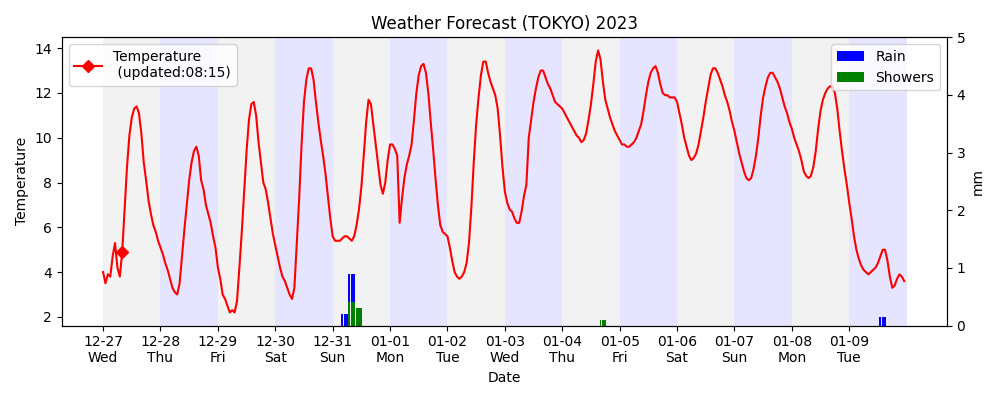 Weather Forecast (TOKYO) 2023
Temperature
(updated:08:15)
Rain
Showers
14
12
10
8
6
4
2
Temperature
5
4
3
2
1
0
mm
12-27 12-28 12-29 12-30 12-31 01-01 01-02 01-03 01-04 01-05 01-06 01-07 01-08 01-09
Wed Thu Fri Sat Sun Mon Tue Wed Thu Fri Sat Sun Mon Tue
Date